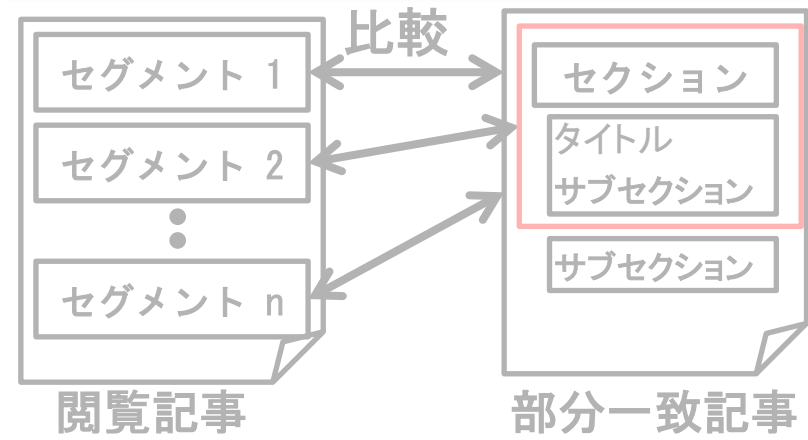 比較
セグメント 1
セグメント 2
セグメント n
閲覧記事
セクション
タイトル
サブセクション
サブセクション
部分一致記事